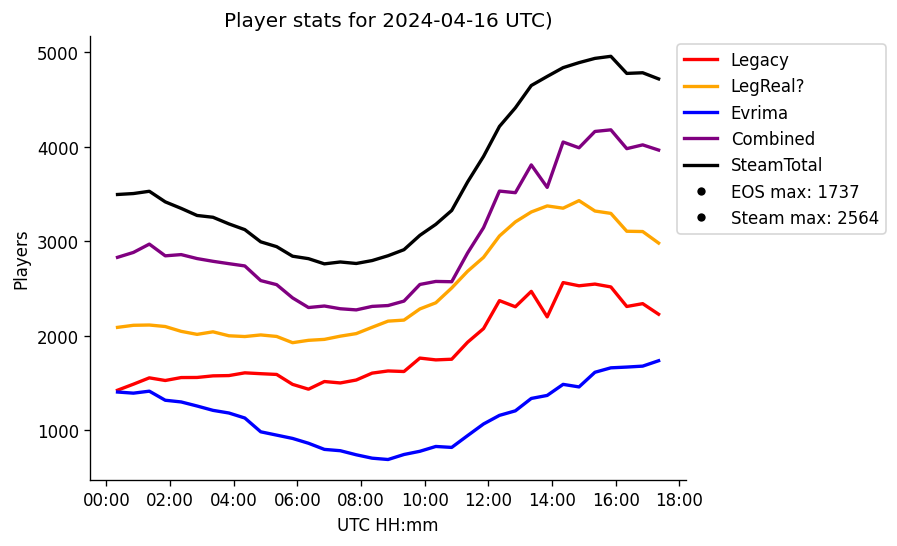 Player stats for 2024-04-16 UTC)
Legacy
LegReal?
Evrima
Combined
SteamTotal
EOS max: 1737
Steam max: 2564
5000
4000
3000
2000
1000
Players
00:00 02:00 04:00 06:00 08:00 10:00 12:00 14:00 16:00 18:00
UTC HH:mm